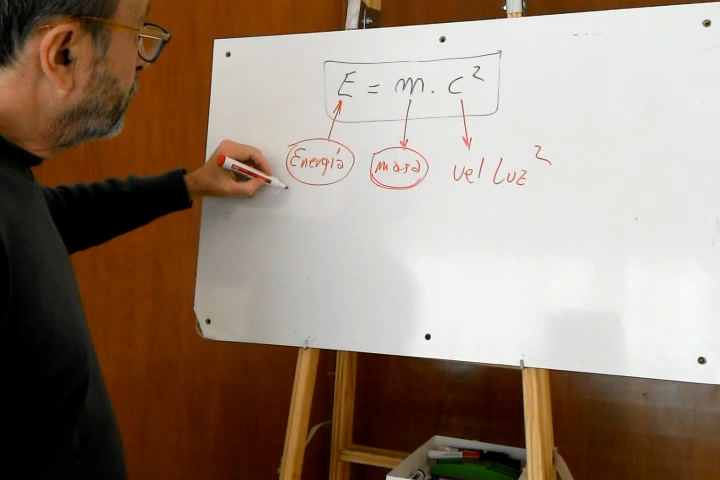 E = m . c²
Energía masa vel Luz²